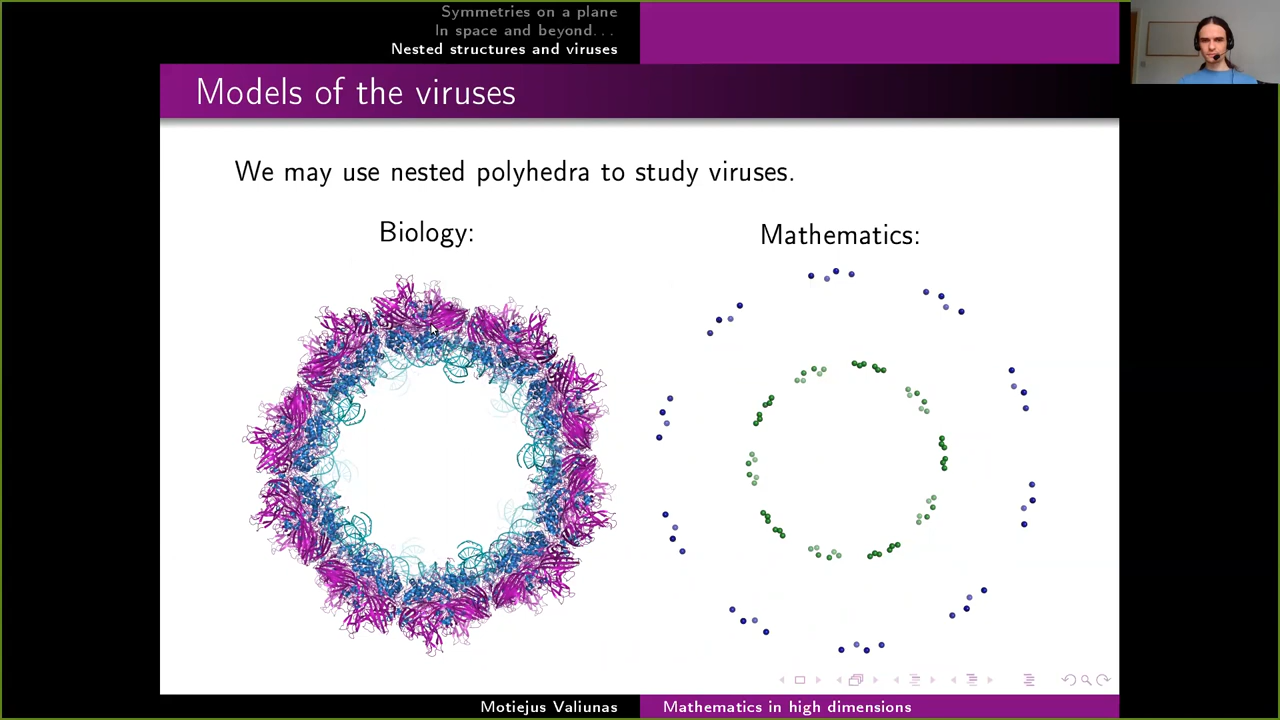 Symmetries on a plane
In space and beyond...
Nested structures and viruses
Models of the viruses
We may use nested polyhedra to study viruses.
Biology:
Mathematics:
Motiejus Valiunas
Mathematics in high dimensions